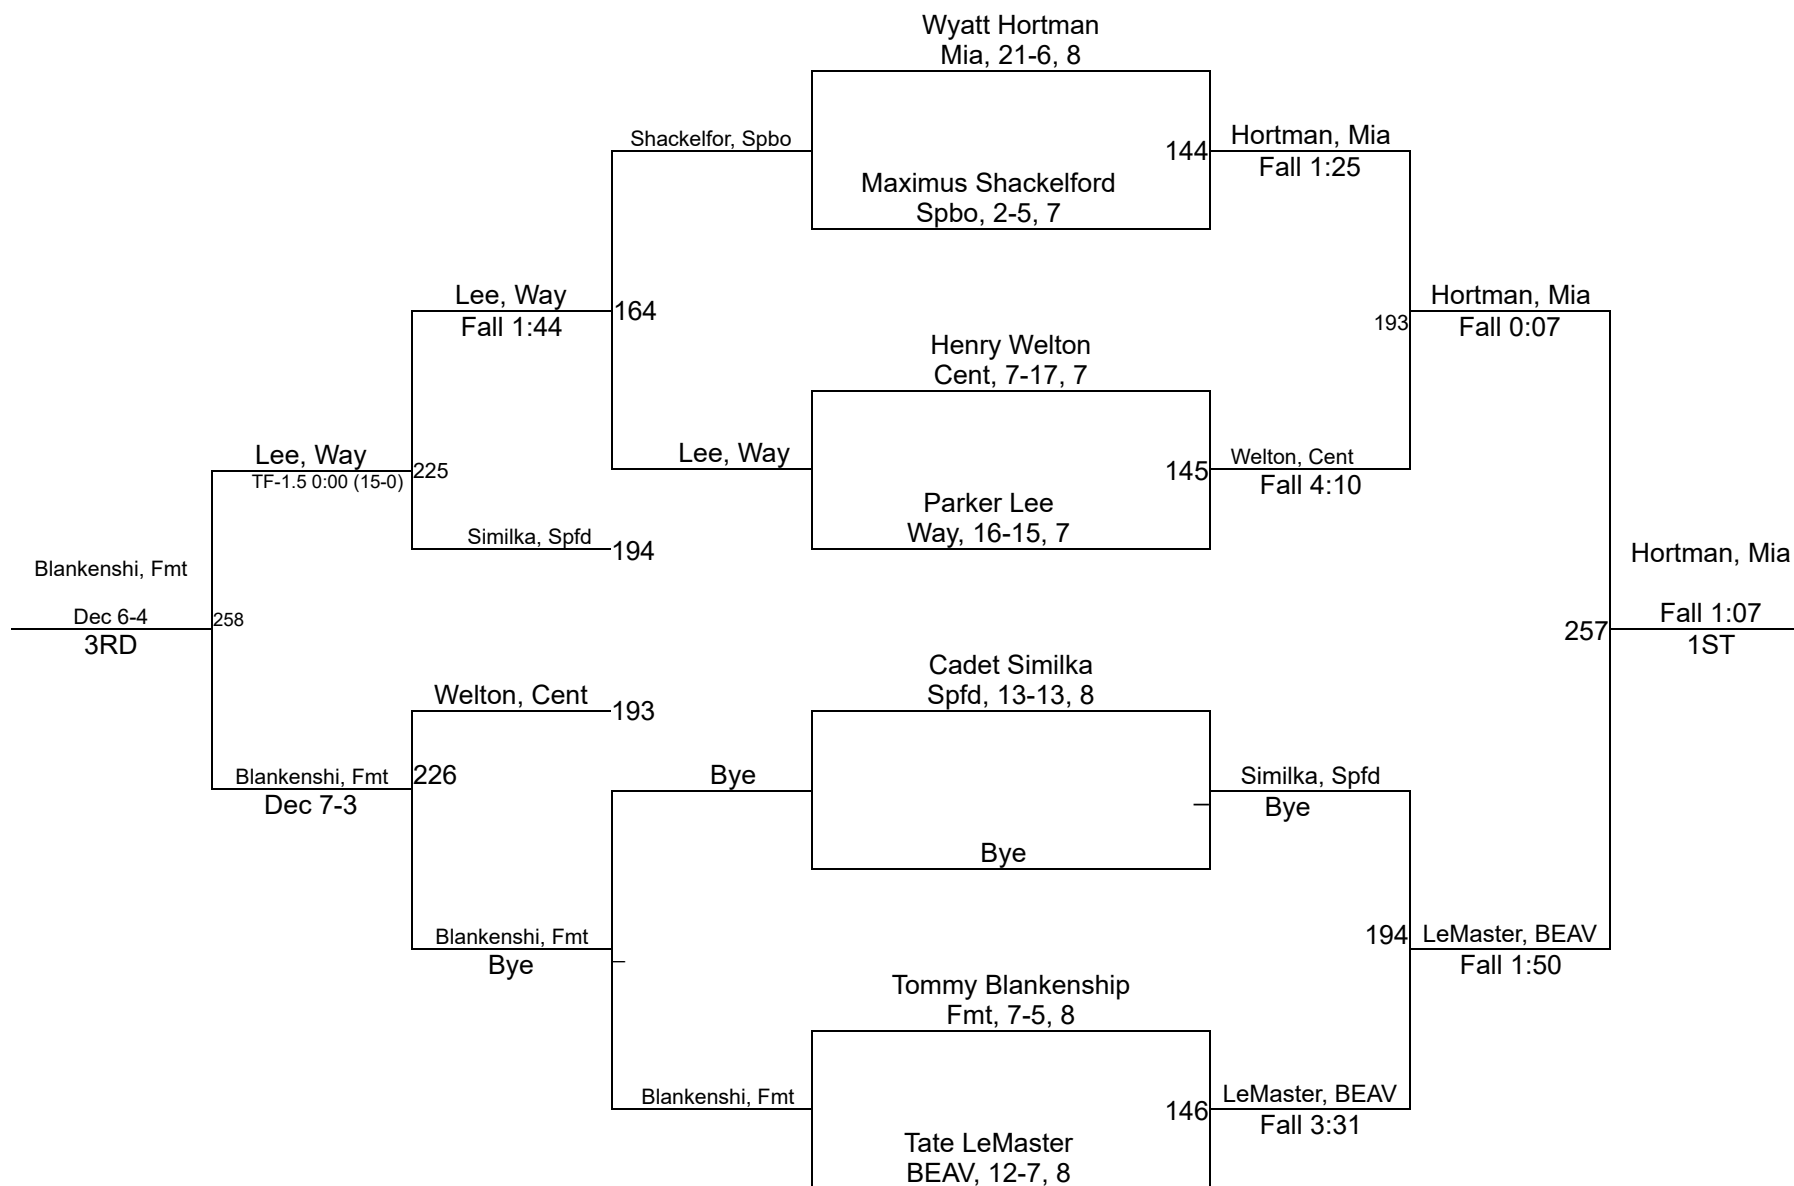 Wyatt Hortman
Mia, 21-6, 8
Shackelfor, Spbo
144
Hortman, Mia
Fall 1:25
Maximus Shackelford
Spbo, 2-5, 7
Lee, Way
Fall 1:44
164
Hortman, Mia
Fall 0:07
193
Henry Welton
Cent, 7-17, 7
Lee, Way
TF-1.5 0:00 (15-0)
225
Lee, Way
145
Welton, Cent
Fall 4:10
Parker Lee
Way, 16-15, 7
Similka, Spfd
194
Blankenshi, Fmt
Dec 6-4
3RD
258
Hortman, Mia
Fall 1:07
1ST
257
Cadet Similka
Spfd, 13-13, 8
Welton, Cent
193
Blankenshi, Fmt
Dec 7-3
226
Bye
Similka, Spfd
Bye
Bye
Blankenshi, Fmt
Bye
194
LeMaster, BEAV
Fall 1:50
Tommy Blankenship
Fmt, 7-5, 8
Blankenshi, Fmt
146
LeMaster, BEAV
Fall 3:31
Tate LeMaster
BEAV, 12-7, 8